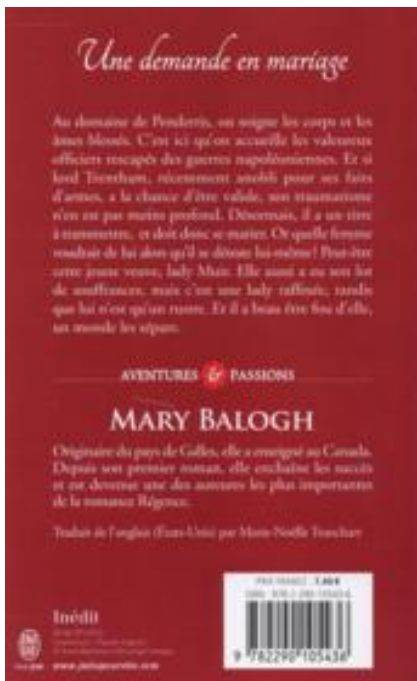 Une demande en mariage
Au domaine de Penderris, on soigne les corps et les
âmes blessés. C'est ici qu'on accueille les valeureux
officiers rescapés des guerres napoléoniennes. Et si
lord Trentham, récemment anobli pour ses faits
d'armes, a la chance d'être valide, son traumatisme
n'en est pas moins profond. Désormais, il a un titre
à transmettre, et doit donc se marier. Or quelle femme
voudrait de lui alors qu'il se déteste lui-même ? Peut-être
cette jeune veuve, lady Muir. Elle aussi a eu son lot
de souffrances, mais c'est une lady raffinée, tandis
que lui n'est qu'un rustre. Et il a beau être fou d'elle,
un monde les sépare.
AVENTURES & PASSIONS
MARY BALOGH
Originaire du pays de Galles, elle a enseigné au Canada.
Depuis son premier roman, elle enchaîne les succès
et est devenue une des auteures les plus importantes
de la romance Régence.
Traduit de l'anglais (États-Unis) par Marie-Noëlle Tranchart
PRIX FRANCE
Inédit
9 782290 105436